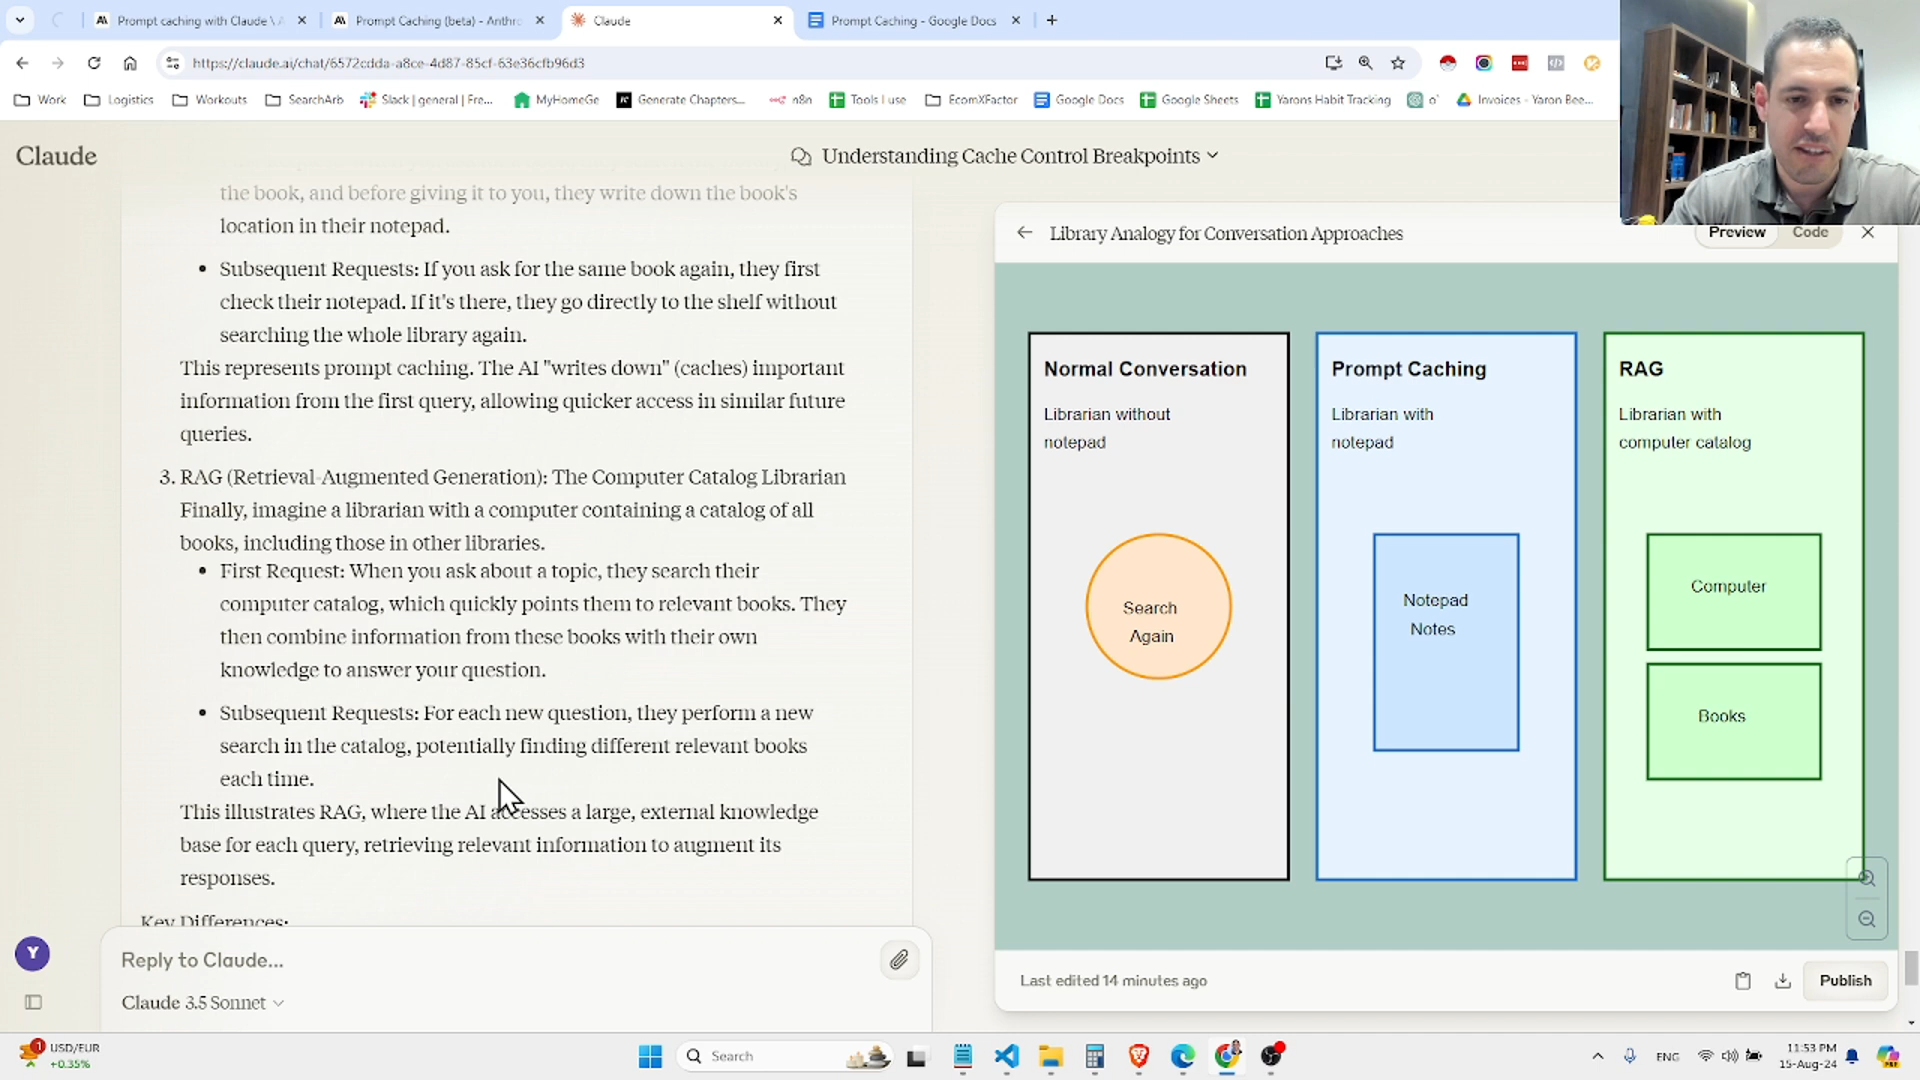 Prompt caching with Claude \ A
Prompt Caching (beta) - Anthro
Claude
Prompt Caching - Google Docs
https://claude.ai/chat/6572cdda-a8ce-4d87-85cf-63e36cfb96d3
Work
Logistics
Workouts
SearchArb
Slack | general | Fre...
MyHomeGe
Generate Chapters...
n8n
Tools I use
EcomXFactor
Google Docs
Google Sheets
Yarons Habit Tracking
o'
Invoices - Yaron Bee...
Claude
Understanding Cache Control Breakpoints
the book, and before giving it to you, they write down the book's
location in their notepad.
• Subsequent Requests: If you ask for the same book again, they first
check their notepad. If it's there, they go directly to the shelf without
searching the whole library again.
This represents prompt caching. The AI "writes down" (caches) important
information from the first query, allowing quicker access in similar future
queries.
3. RAG (Retrieval-Augmented Generation): The Computer Catalog Librarian
Finally, imagine a librarian with a computer containing a catalog of all
books, including those in other libraries.
• First Request: When you ask about a topic, they search their
computer catalog, which quickly points them to relevant books. They
then combine information from these books with their own
knowledge to answer your question.
• Subsequent Requests: For each new question, they perform a new
search in the catalog, potentially finding different relevant books
each time.
This illustrates RAG, where the AI accesses a large, external knowledge
base for each query, retrieving relevant information to augment its
responses.
Key Differences:
Reply to Claude...
Claude 3.5 Sonnet
Y
Library Analogy for Conversation Approaches
Preview
Code
Normal Conversation
Librarian without
notepad
Search
Again
Prompt Caching
Librarian with
notepad
Notepad
Notes
RAG
Librarian with
computer catalog
Computer
Books
Last edited 14 minutes ago
Publish
1
USD/EUR
+0.35%
Search
ENG
11:53 PM
15-Aug-24